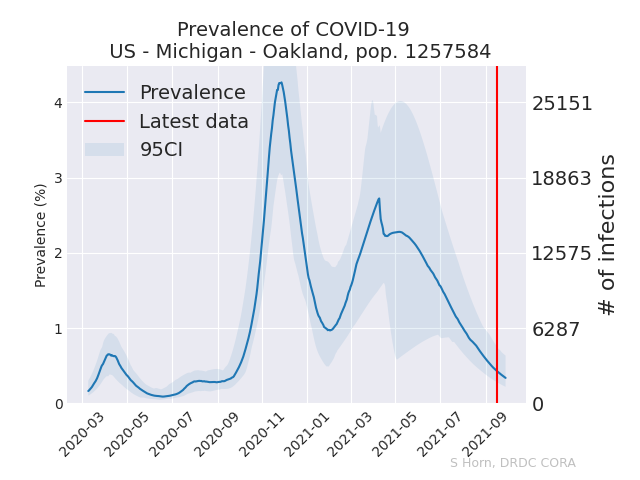 Prevalence of COVID-19
US - Michigan - Oakland, pop. 1257584
Prevalence
Latest data
95CI
Prevalence (%)
4
3
2
1
0
25151
18863
12575
6287
0
# of infections
2020-03
2020-05
2020-07
2020-09
2020-11
2021-01
2021-03
2021-05
2021-07
2021-09
S Horn, DRDC CORA